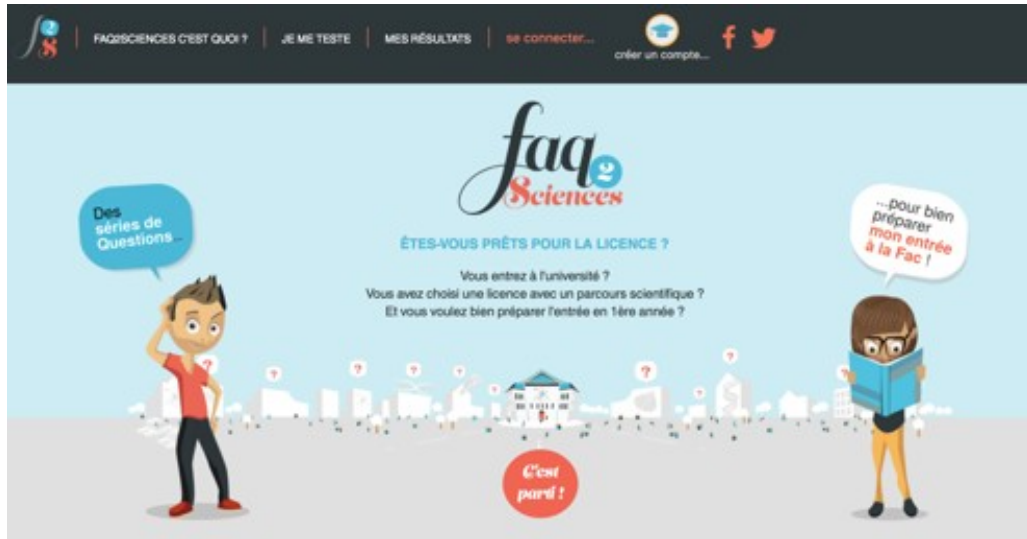 f2s
FAQ2SCIENCES C'EST QUOI ?
JE ME TESTE
MES RÉSULTATS
se connecter...
créer un compte...
faq2
Sciences
Des
séries de
Questions...
...pour bien
préparer
mon entrée
à la Fac !
ÊTES-VOUS PRÊTS POUR LA LICENCE ?
Vous entrez à l'université ?
Vous avez choisi une licence avec un parcours scientifique ?
Et vous voulez bien préparer l'entrée en 1ère année ?
?
?
?
?
?
?
?
?
C'est
parti !